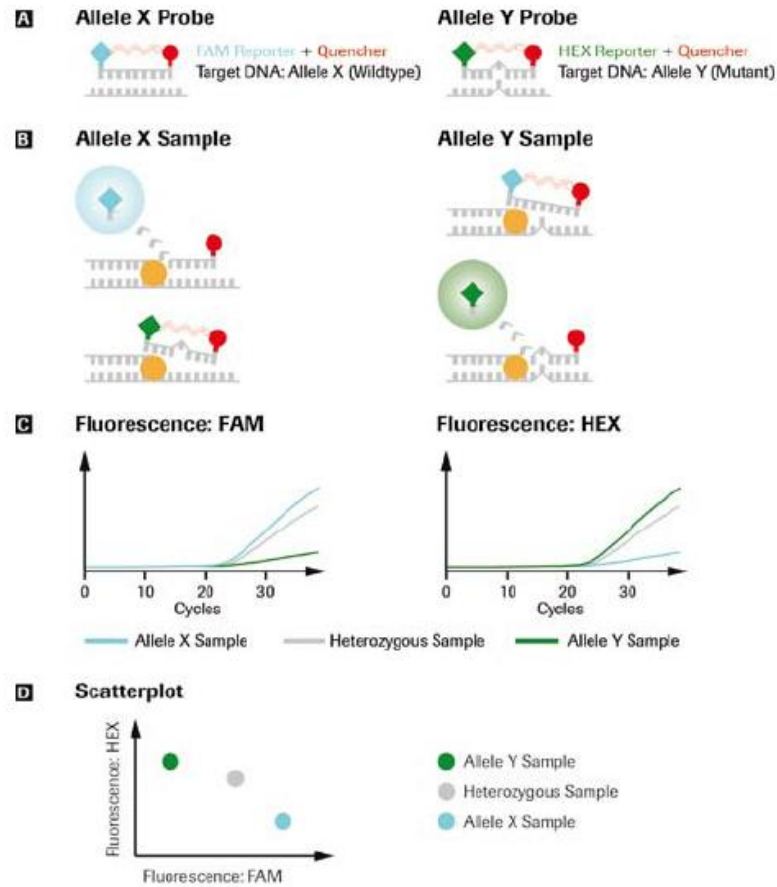 A Allele X Probe
FAM Reporter + Quencher
Target DNA: Allele X (Wildtype)
Allele Y Probe
HEX Reporter + Quencher
Target DNA: Allele Y (Mutant)
B Allele X Sample
Allele Y Sample
C Fluorescence: FAM
0 10 20 30
Cycles
Fluorescence: HEX
0 10 20 30
Cycles
Allele X Sample Heterozygous Sample Allele Y Sample
D Scatterplot
Fluorescence: HEX
Fluorescence: FAM
Allele Y Sample
Heterozygous Sample
Allele X Sample